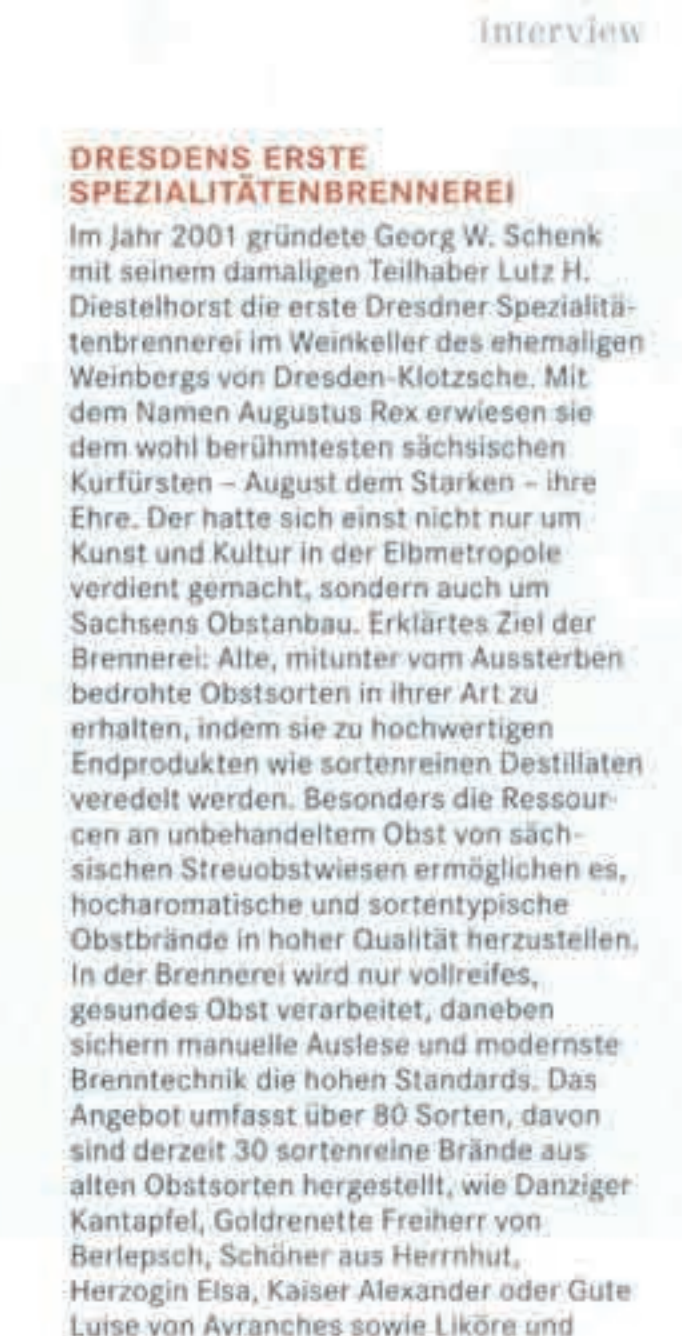 Interview
DRESDENS ERSTE
SPEZIALITÄTENBRENNEREI
Im Jahr 2001 gründete Georg W. Schenk
mit seinem damaligen Teilhaber Lutz H.
Diestelhorst die erste Dresdner Spezialitä-
tenbrennerei im Weinkeller des ehemaligen
Weinbergs von Dresden-Klotzsche. Mit
dem Namen Augustus Rex erwiesen sie
dem wohl berühmtesten sächsischen
Kurfürsten – August dem Starken – ihre
Ehre. Der hatte sich einst nicht nur um
Kunst und Kultur in der Elbmetropole
verdient gemacht, sondern auch um
Sachsens Obstanbau. Erklärtes Ziel der
Brennerei: Alte, mitunter vom Aussterben
bedrohte Obstsorten in ihrer Art zu
erhalten, indem sie zu hochwertigen
Endprodukten wie sortenreinen Destillaten
veredelt werden. Besonders die Ressour-
cen an unbehandeltem Obst von säch-
sischen Streuobstwiesen ermöglichen es,
hocharomatische und sortentypische
Obstbrände in hoher Qualität herzustellen.
In der Brennerei wird nur vollreifes,
gesundes Obst verarbeitet, daneben
sichern manuelle Auslese und modernste
Brenntechnik die hohen Standards. Das
Angebot umfasst über 80 Sorten, davon
sind derzeit 30 sortenreine Brände aus
alten Obstsorten hergestellt, wie Danziger
Kantapfel, Goldrenette Freiherr von
Berlepsch, Schöner aus Herrnhut,
Herzogin Elsa, Kaiser Alexander oder Gute
Luise von Avranches sowie Liköre und